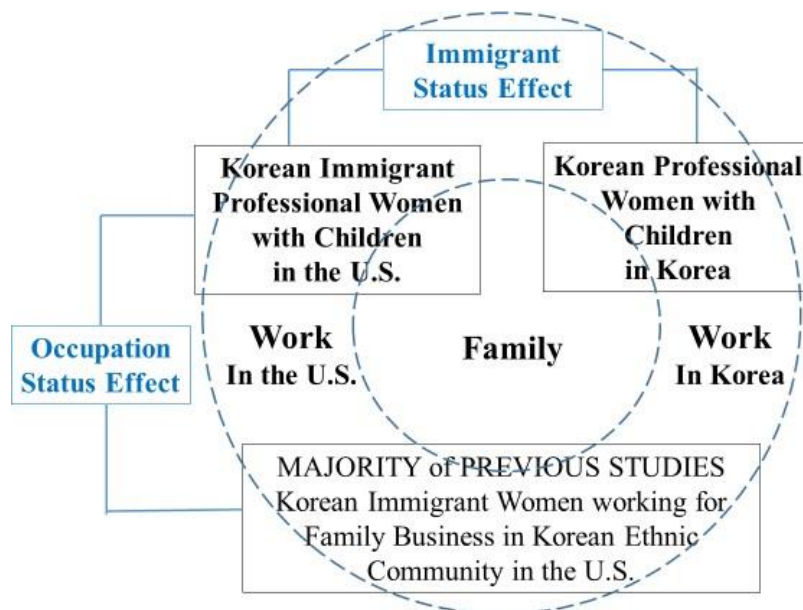 Immigrant
Status Effect
Korean Immigrant
Professional Women
with Children
in the U.S.
Korean Professional
Women with
Children
in Korea
Occupation
Status Effect
Work
In the U.S.
Family
Work
In Korea
MAJORITY of PREVIOUS STUDIES
Korean Immigrant Women working for
Family Business in Korean Ethnic
Community in the U.S.